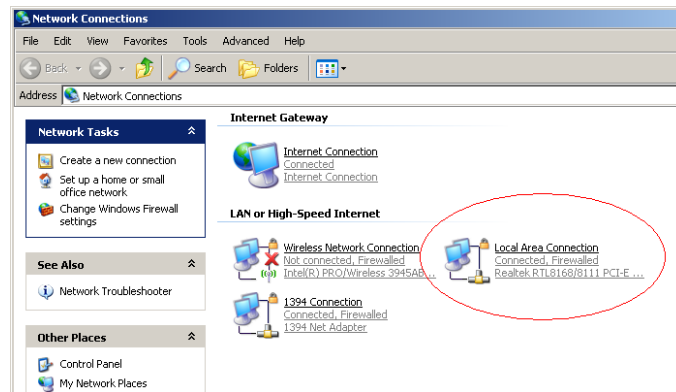 Network Connections
File Edit View Favorites Tools Advanced Help
Back Search Folders
Address Network Connections
Network Tasks
Create a new connection
Set up a home or small
office network
Change Windows Firewall
settings
See Also
Network Troubleshooter
Other Places
Control Panel
My Network Places
Internet Gateway
Internet Connection
Connected
Internet Connection
LAN or High-Speed Internet
Wireless Network Connection
Not connected, Firewalled
Intel(R) PRO/Wireless 3945AB...
Local Area Connection
Connected, Firewalled
Realtek RTL8168/8111 PCI-E ...
1394 Connection
Connected, Firewalled
1394 Net Adapter